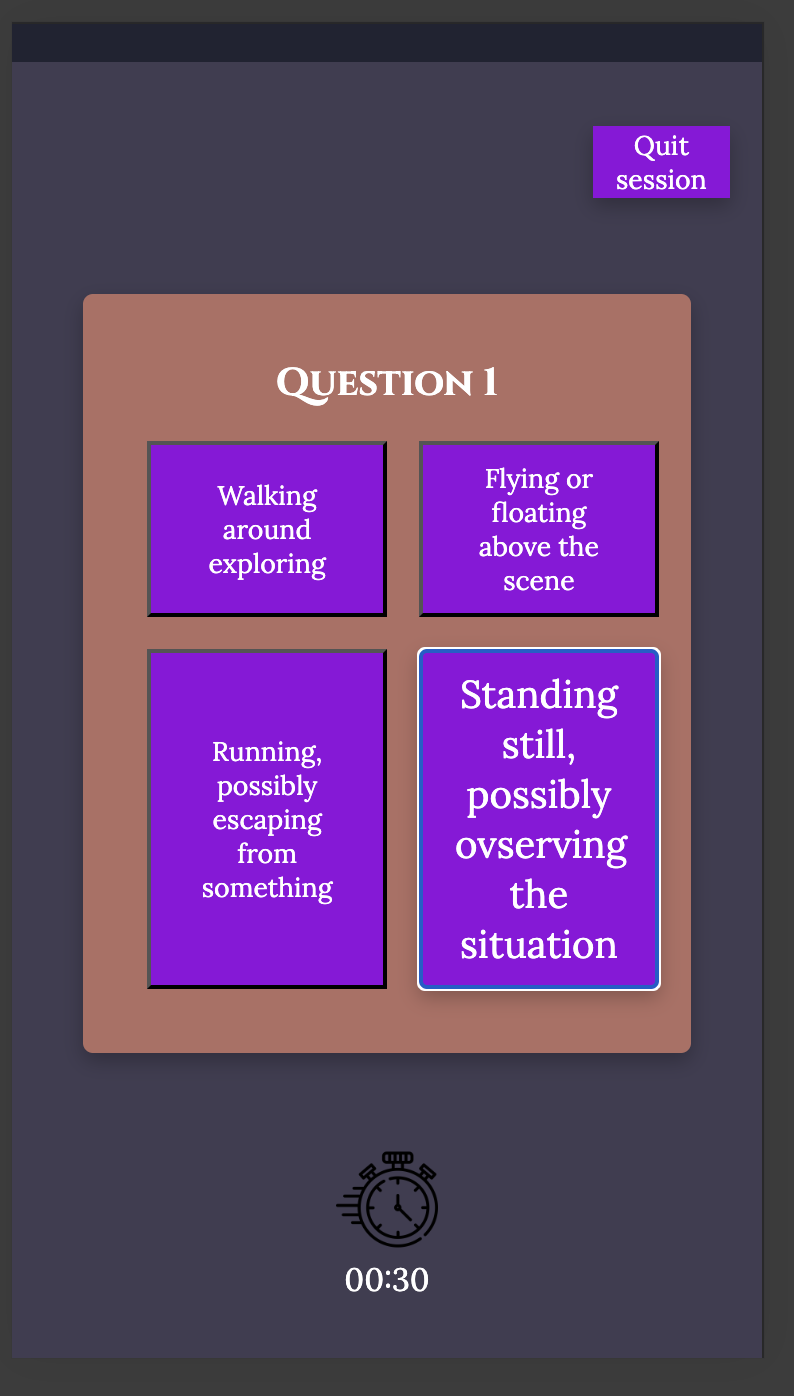 Quit
session
Question 1
Walking
around
exploring
Flying or
floating
above the
scene
Running,
possibly
escaping
from
something
Standing
still,
possibly
ovserving
the
situation
00:30